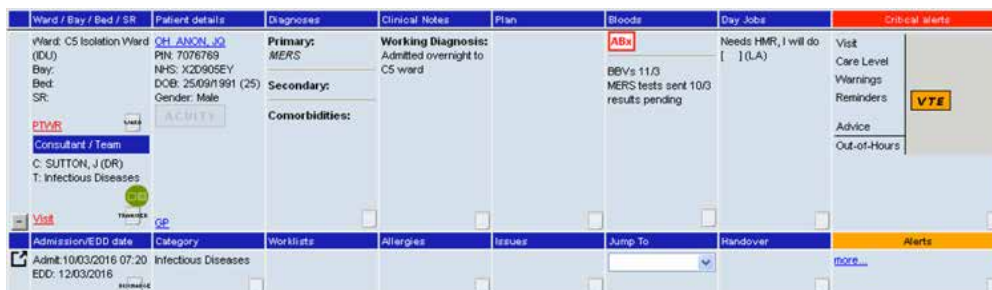 Ward / Bay / Bed / SR
Patient details
Diagnoses
Clinical Notes
Plan
Bloods
Day Jobs
Critical alerts
Ward: C5 Isolation Ward
(IDU)
Bay:
Bed:
SR:
PTWR
Consultant / Team
C: SUTTON, J (DR)
T: Infectious Diseases
Visit
OH_ANON, JO
PIN: 7076769
NHS: X2D905EY
DOB: 25/09/1991 (25)
Gender: Male
ACUITY
GP
Primary:
MERS
Secondary:
Comorbidities:
Working Diagnosis:
Admitted overnight to
C5 ward
ABx
BBVs 11/3
MERS tests sent 10/3
results pending
Needs HMR, I will do
[ ] (LA)
Visit
Care Level
Warnings
Reminders
VTE
Advice
Out-of-Hours
Admission/EDD date
Category
Worklists
Allergies
Issues
Jump To
Handover
Alerts
Admit:10/03/2016 07:20
EDD: 12/03/2016
Infectious Diseases
more...